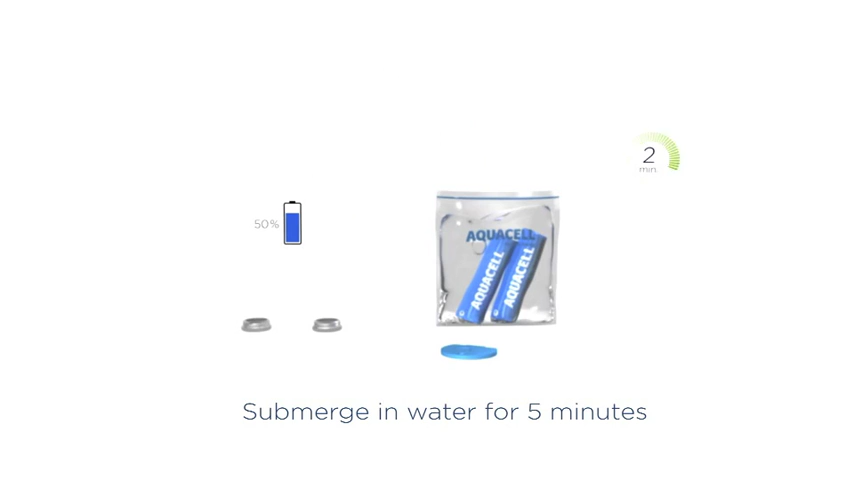 2
min.
50%
AQUACELL
AQUACELL
AQUACELL
Submerge in water for 5 minutes